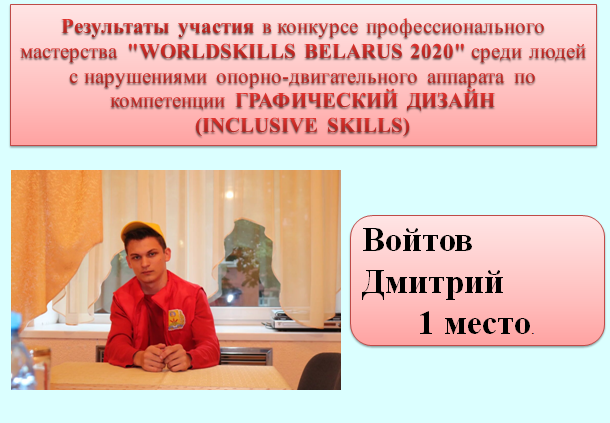 Результаты участия в конкурсе профессионального
мастерства "WORLDSKILLS BELARUS 2020" среди людей
с нарушениями опорно-двигательного аппарата по
компетенции ГРАФИЧЕСКИЙ ДИЗАЙН
(INCLUSIVE SKILLS)
Войтов
Дмитрий
1 место.